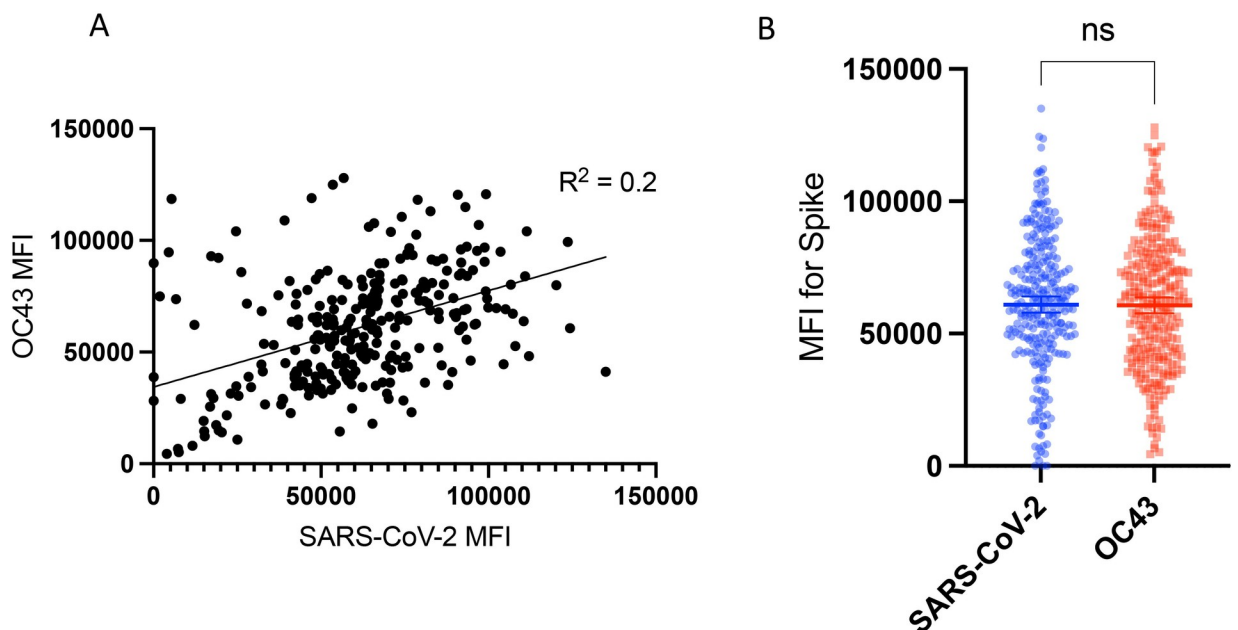 A
150000
100000
50000
0
OC43 MFI
R² = 0.2
0
50000
100000
150000
SARS-CoV-2 MFI
B
ns
150000
100000
50000
0
MFI for Spike
SARS-CoV-2
OC43